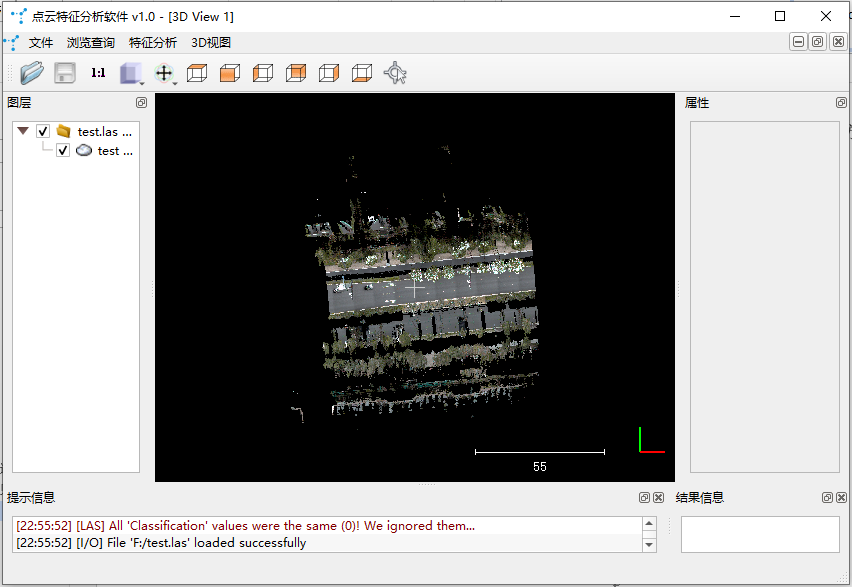 点云特征分析软件 v1.0 - [3D View 1]
文件 浏览查询 特征分析 3D视图
1:1
图层
属性
test.las ...
test ...
55
提示信息
结果信息
[22:55:52] [LAS] All 'Classification' values were the same (0)! We ignored them...
[22:55:52] [I/O] File 'F:/test.las' loaded successfully